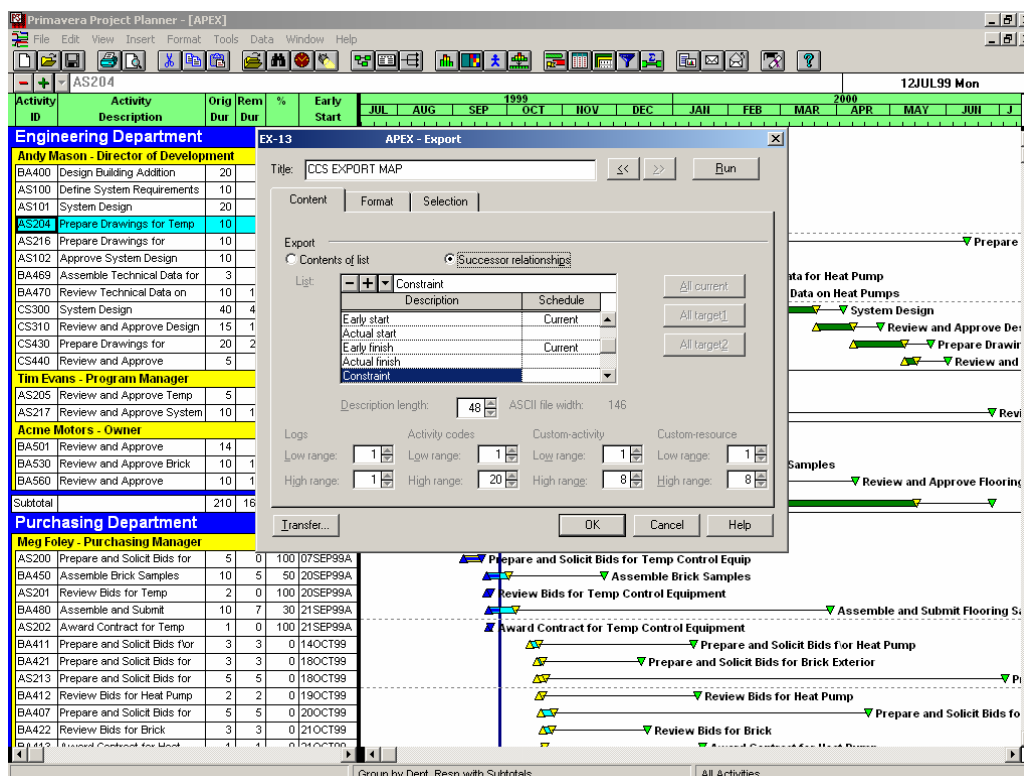 Primavera Project Planner - [APEX]
File Edit View Insert Format Tools Data Window Help
AS204
12JUL99 Mon
Activity ID Activity Description Orig Dur Rem Dur % Early Start
1999 2000
JUL AUG SEP OCT NOV DEC JAN FEB MAR APR MAY JUN J
Engineering Department
Andy Mason - Director of Development
BA400 Design Building Addition 20
AS100 Define System Requirements 10
AS101 System Design 20
AS204 Prepare Drawings for Temp 10
AS216 Prepare Drawings for 10 Prepare
AS102 Approve System Design 10
BA469 Assemble Technical Data for 3 ata for Heat Pump
BA470 Review Technical Data on 10 1 Data on Heat Pumps
CS300 System Design 40 4 System Design
CS310 Review and Approve Design 15 1 Review and Approve Des
CS430 Prepare Drawings for 20 2 Prepare Drawin
CS440 Review and Approve 5 Review and
Tim Evans - Program Manager
AS205 Review and Approve Temp 5
AS217 Review and Approve System 10 1 Revi
Acme Motors - Owner
BA501 Review and Approve 14
BA530 Review and Approve Brick 10 1 Samples
BA560 Review and Approve 10 1 Review and Approve Flooring
Subtotal 210 16
Purchasing Department
Meg Foley - Purchasing Manager
AS200 Prepare and Solicit Bids for 5 0 100 07SEP99A Prepare and Solicit Bids for Temp Control Equip
BA450 Assemble Brick Samples 10 5 50 20SEP99A Assemble Brick Samples
AS201 Review Bids for Temp 2 0 100 20SEP99A Review Bids for Temp Control Equipment
BA480 Assemble and Submit 10 7 30 21SEP99A Assemble and Submit Flooring Sa
AS202 Award Contract for Temp 1 0 100 21SEP99A Award Contract for Temp Control Equipment
BA411 Prepare and Solicit Bids f\or 3 3 0 14OCT99 Prepare and Solicit Bids f\or Heat Pump
BA421 Prepare and Solicit Bids for 3 3 0 18OCT99 Prepare and Solicit Bids for Brick Exterior
AS213 Prepare and Solicit Bids for 5 5 0 18OCT99 Pr
BA412 Review Bids for Heat Pump 2 2 0 19OCT99 Review Bids for Heat Pump
BA407 Prepare and Solicit Bids for 5 5 0 20OCT99 Prepare and Solicit Bids fo
BA422 Review Bids for Brick 3 3 0 21OCT99 Review Bids for Brick
BA413 Award Contract for Heat 1 1 0 21OCT99 Award Contract for Heat Pump
Group by Dept, Resp with Subtotals All Activities
EX-13 APEX - Export
Title: CCS EXPORT MAP << >> Run
Content Format Selection
Export
Contents of list Successor relationships
List: Constraint
Description Schedule
Early start Current
Actual start
Early finish Current
Actual finish
Constraint
All current
All target1
All target2
Description length: 48 ASCII file width: 146
Logs Activity codes Custom-activity Custom-resource
Low range: 1 Low range: 1 Low range: 1 Low range: 1
High range: 1 High range: 20 High range: 8 High range: 8
Transfer... OK Cancel Help